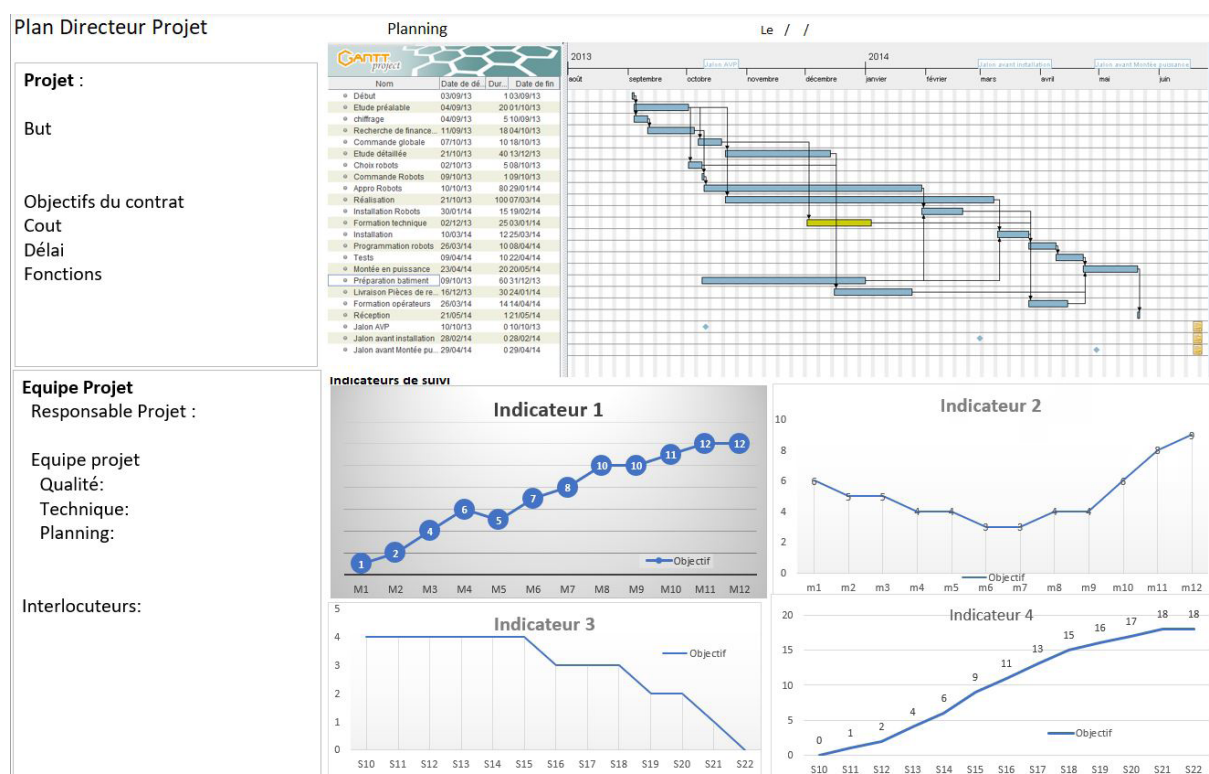 Plan Directeur Projet
Planning
Le / /
Projet :
But
Objectifs du contrat
Cout
Délai
Fonctions
GANTT project
2013
2014
Jalon AVP
Jalon avant installation
Jalon avant Montée puissance
août septembre octobre novembre décembre janvier février mars avril mai juin
Nom Date de dé... Dur... Date de fin
Début 03/09/13 1 03/09/13
Etude préalable 04/09/13 20 01/10/13
chiffrage 04/09/13 5 10/09/13
Recherche de finance... 11/09/13 18 04/10/13
Commande globale 07/10/13 10 18/10/13
Etude détaillée 21/10/13 40 13/12/13
Choix robots 02/10/13 5 08/10/13
Commande Robots 09/10/13 1 09/10/13
Appro Robots 10/10/13 80 29/01/14
Réalisation 21/10/13 100 07/03/14
Installation Robots 30/01/14 15 19/02/14
Formation technique 02/12/13 25 03/01/14
Installation 10/03/14 12 25/03/14
Programmation robots 26/03/14 10 08/04/14
Tests 09/04/14 10 22/04/14
Montée en puissance 23/04/14 20 20/05/14
Préparation batiment 09/10/13 60 31/12/13
Livraison Pièces de re... 16/12/13 30 24/01/14
Formation opérateurs 26/03/14 14 14/04/14
Réception 21/05/14 1 21/05/14
Jalon AVP 10/10/13 0 10/10/13
Jalon avant installation 28/02/14 0 28/02/14
Jalon avant Montée pu... 29/04/14 0 29/04/14
Equipe Projet
Responsable Projet :
Equipe projet
Qualité:
Technique:
Planning:
Interlocuteurs:
Indicateurs de suivi
Indicateur 1
1 2 4 6 5 7 8 10 10 11 12 12
Objectif
M1 M2 M3 M4 M5 M6 M7 M8 M9 M10 M11 M12
Indicateur 2
10
8
6
4
2
0
6 5 5 4 4 3 3 4 4 6 8 9
Objectif
m1 m2 m3 m4 m5 m6 m7 m8 m9 m10 m11 m12
Indicateur 3
5
4
3
2
1
0
Objectif
S10 S11 S12 S13 S14 S15 S16 S17 S18 S19 S20 S21 S22
Indicateur 4
20
15
10
5
0
0 1 2 4 6 9 11 13 15 16 17 18 18
Objectif
S10 S11 S12 S13 S14 S15 S16 S17 S18 S19 S20 S21 S22